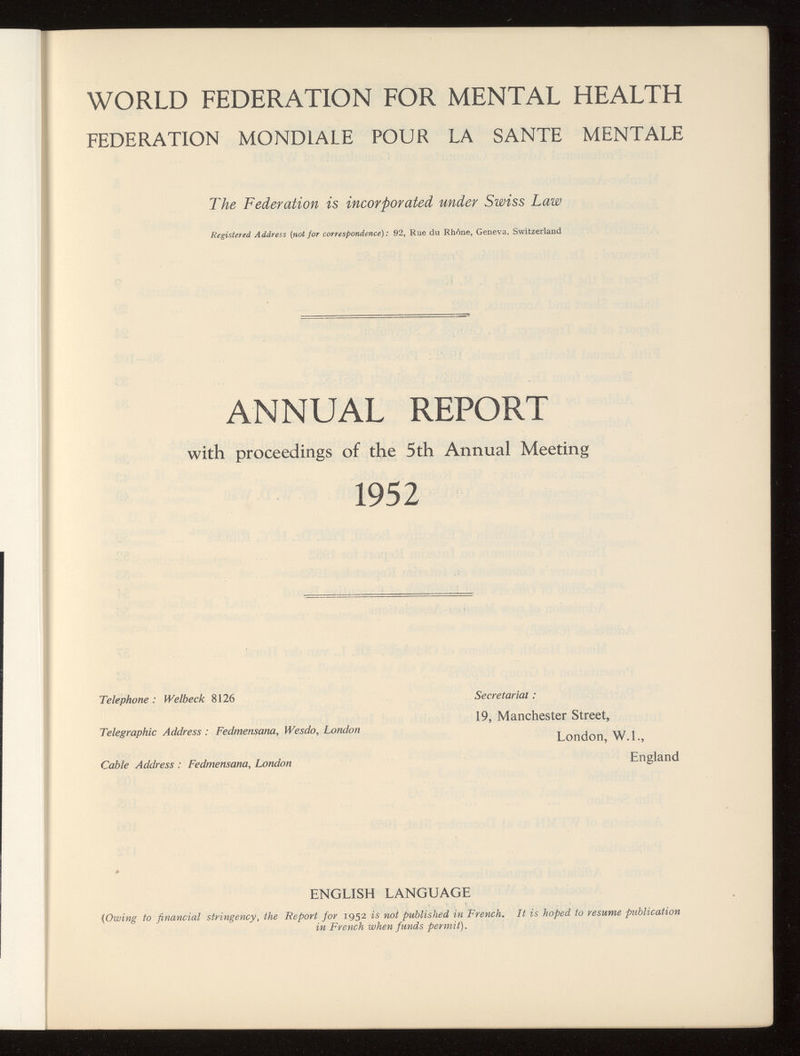 WORLD FEDERATION FOR MENTAL HEALTH
FEDERATION MONDIALE POUR LA SANTE MENTALE
The Federation is incorporated under Swiss Law
Registered Address (not for correspondence): 92, Rue du Rhône, Geneva, Switzerland
ANNUAL REPORT
with proceedings of the 5th Annual Meeting
1952
Telephone : Welbeck 8126
Telegraphic Address : Fedmensana, Wesdo, London
Cable Address : Fedmensana, London
Secretariat :
19, Manchester Street,
London, W.1.,
England
ENGLISH LANGUAGE
(Owing to financial stringency, the Report for 1952 is not published in French. It is hoped to resume publication
in French when funds permit).